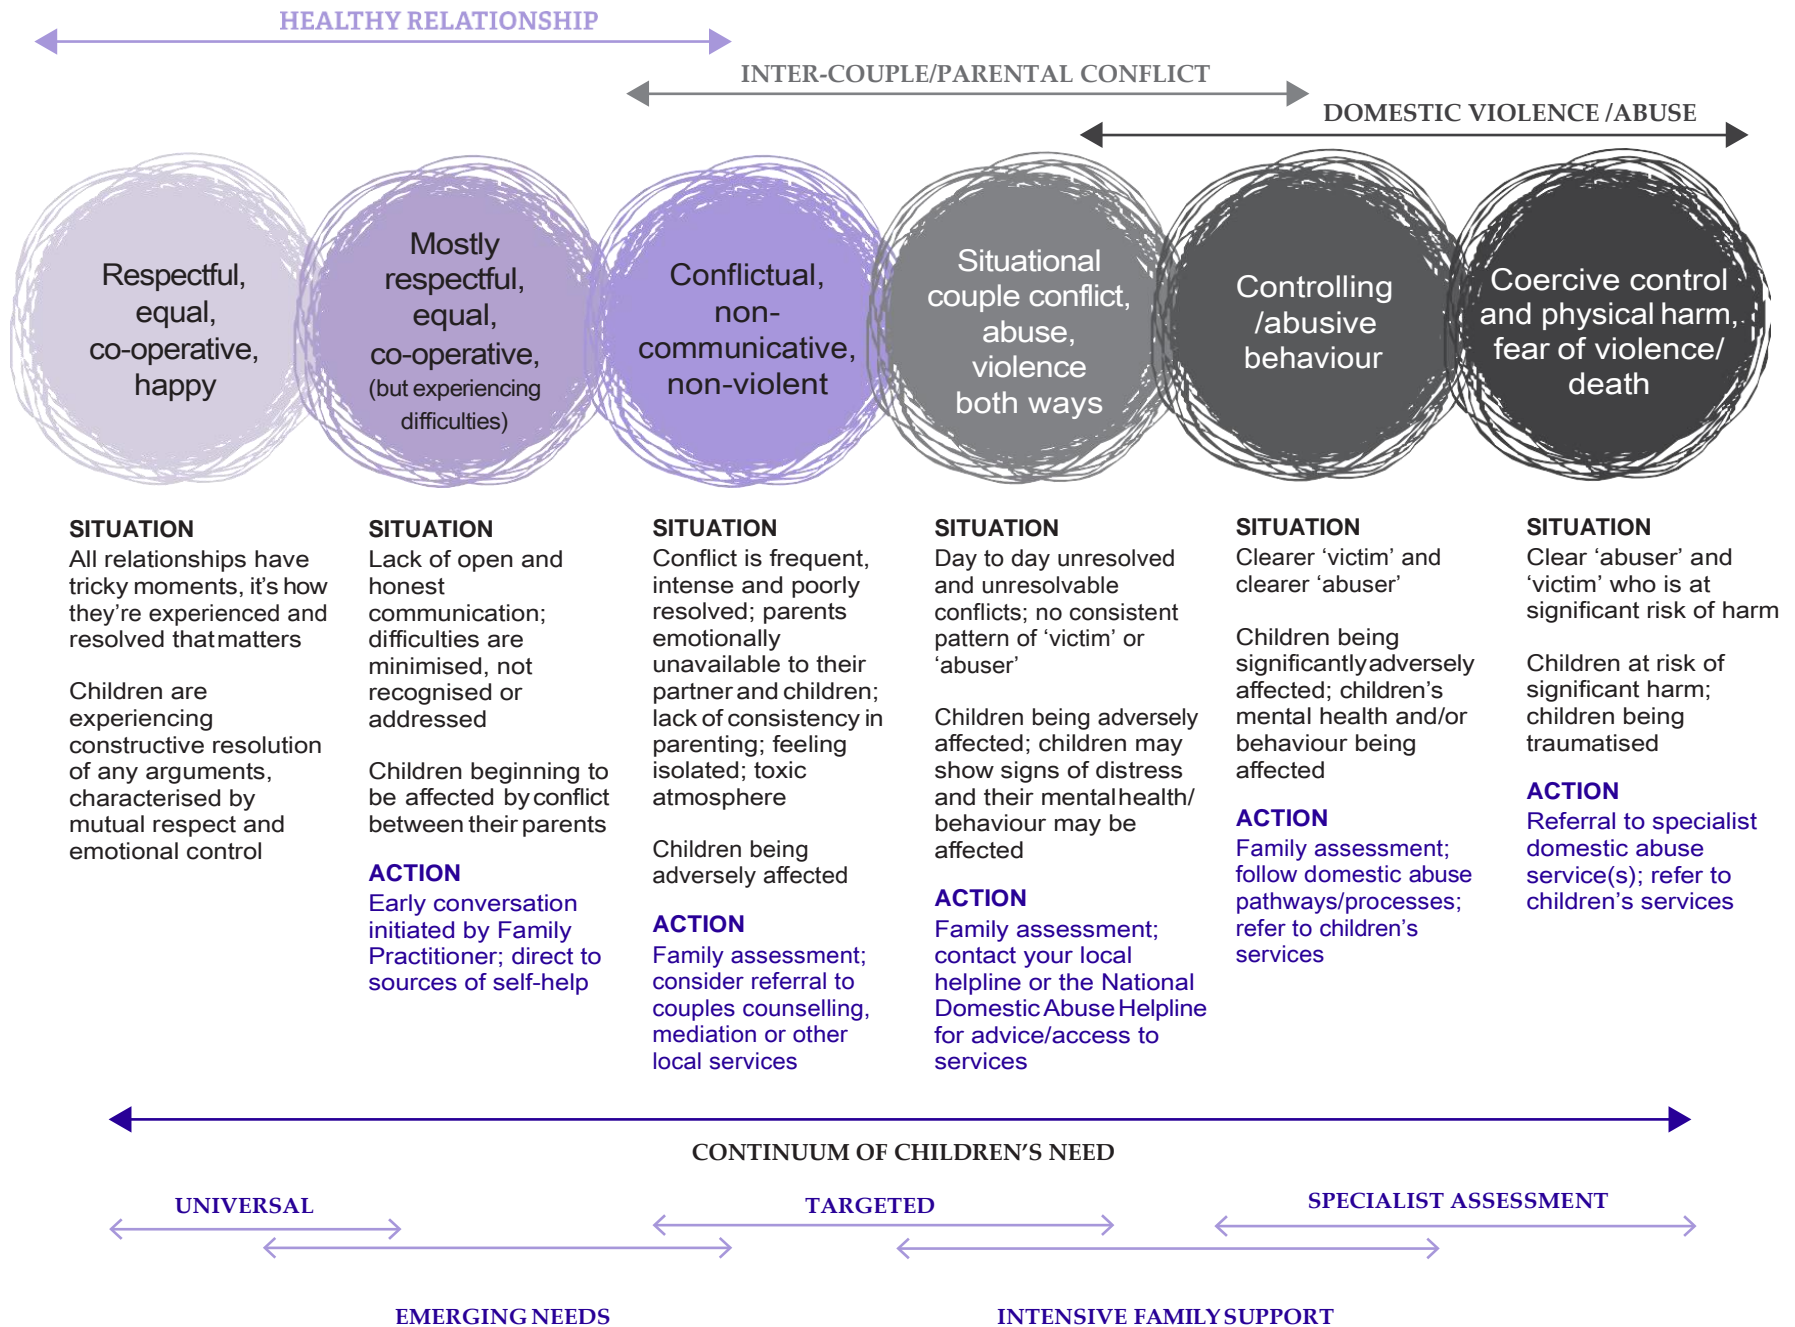 HEALTHY RELATIONSHIP
INTER-COUPLE/PARENTAL CONFLICT
DOMESTIC VIOLENCE /ABUSE
Respectful,
equal,
co-operative,
happy
Mostly
respectful,
equal,
co-operative,
(but experiencing
difficulties)
Conflictual,
non-
communicative,
non-violent
Situational
couple conflict,
abuse,
violence
both ways
Controlling
/abusive
behaviour
Coercive control
and physical harm,
fear of violence/
death
SITUATION
All relationships have
tricky moments, it’s how
they’re experienced and
resolved that matters
Children are
experiencing
constructive resolution
of any arguments,
characterised by
mutual respect and
emotional control
SITUATION
Lack of open and
honest
communication;
difficulties are
minimised, not
recognised or
addressed
Children beginning to
be affected by conflict
between their parents
ACTION
Early conversation
initiated by Family
Practitioner; direct to
sources of self-help
SITUATION
Conflict is frequent,
intense and poorly
resolved; parents
emotionally
unavailable to their
partner and children;
lack of consistency in
parenting; feeling
isolated; toxic
atmosphere
Children being
adversely affected
ACTION
Family assessment;
consider referral to
couples counselling,
mediation or other
local services
SITUATION
Day to day unresolved
and unresolvable
conflicts; no consistent
pattern of ‘victim’ or
‘abuser’
Children being adversely
affected; children may
show signs of distress
and their mental health/
behaviour may be
affected
ACTION
Family assessment;
contact your local
helpline or the National
Domestic Abuse Helpline
for advice/access to
services
SITUATION
Clearer ‘victim’ and
clearer ‘abuser’
Children being
significantly adversely
affected; children’s
mental health and/or
behaviour being
affected
ACTION
Family assessment;
follow domestic abuse
pathways/processes;
refer to children’s
services
SITUATION
Clear ‘abuser’ and
‘victim’ who is at
significant risk of harm
Children at risk of
significant harm;
children being
traumatised
ACTION
Referral to specialist
domestic abuse
service(s); refer to
children’s services
CONTINUUM OF CHILDREN’S NEED
UNIVERSAL
TARGETED
SPECIALIST ASSESSMENT
EMERGING NEEDS
INTENSIVE FAMILY SUPPORT